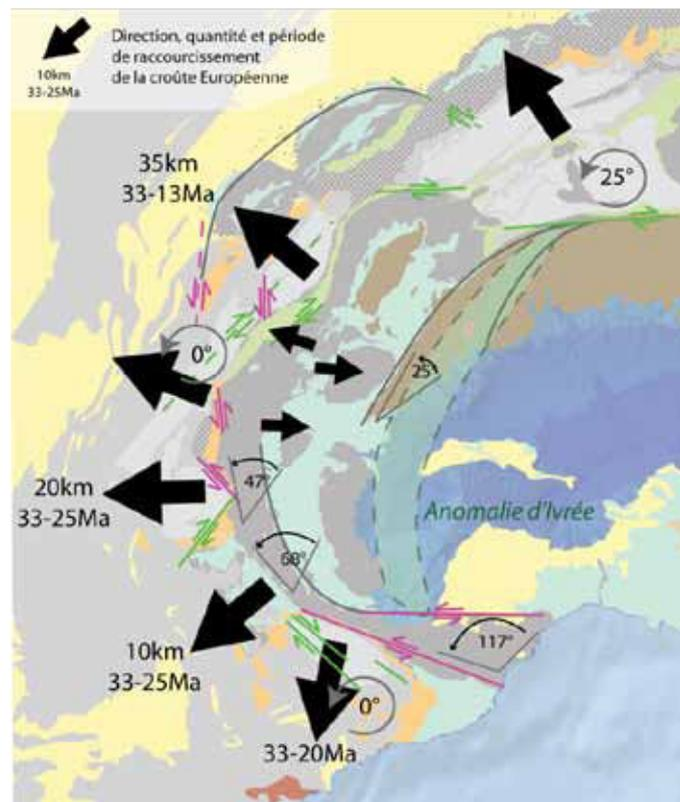 Direction, quantité et période
de raccourcissement
de la croûte Européenne
10km
33-25Ma
35km
33-13Ma
25°
0°
25°
20km
33-25Ma
47°
68°
Anomalie d'Ivrée
10km
33-25Ma
117°
0°
33-20Ma